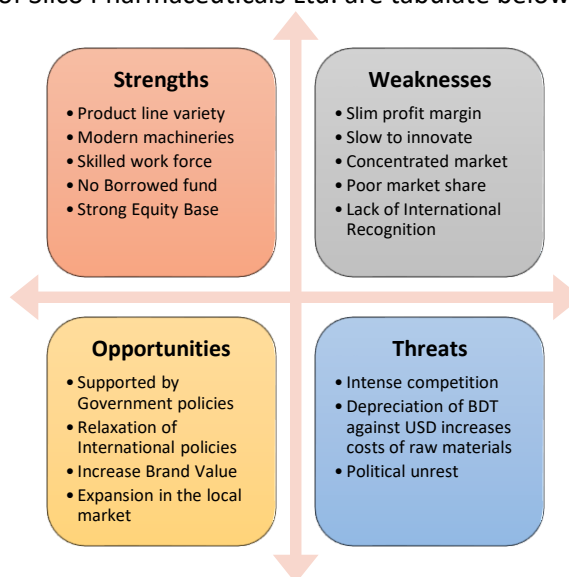 of Silco Pharmaceuticals Ltd. are tabulate below
Strengths
• Product line variety
• Modern machineries
• Skilled work force
• No Borrowed fund
• Strong Equity Base
Weaknesses
• Slim profit margin
• Slow to innovate
• Concentrated market
• Poor market share
• Lack of International
Recognition
Opportunities
• Supported by
Government policies
• Relaxation of
International policies
• Increase Brand Value
• Expansion in the local
market
Threats
• Intense competition
• Depreciation of BDT
against USD increases
costs of raw materials
• Political unrest